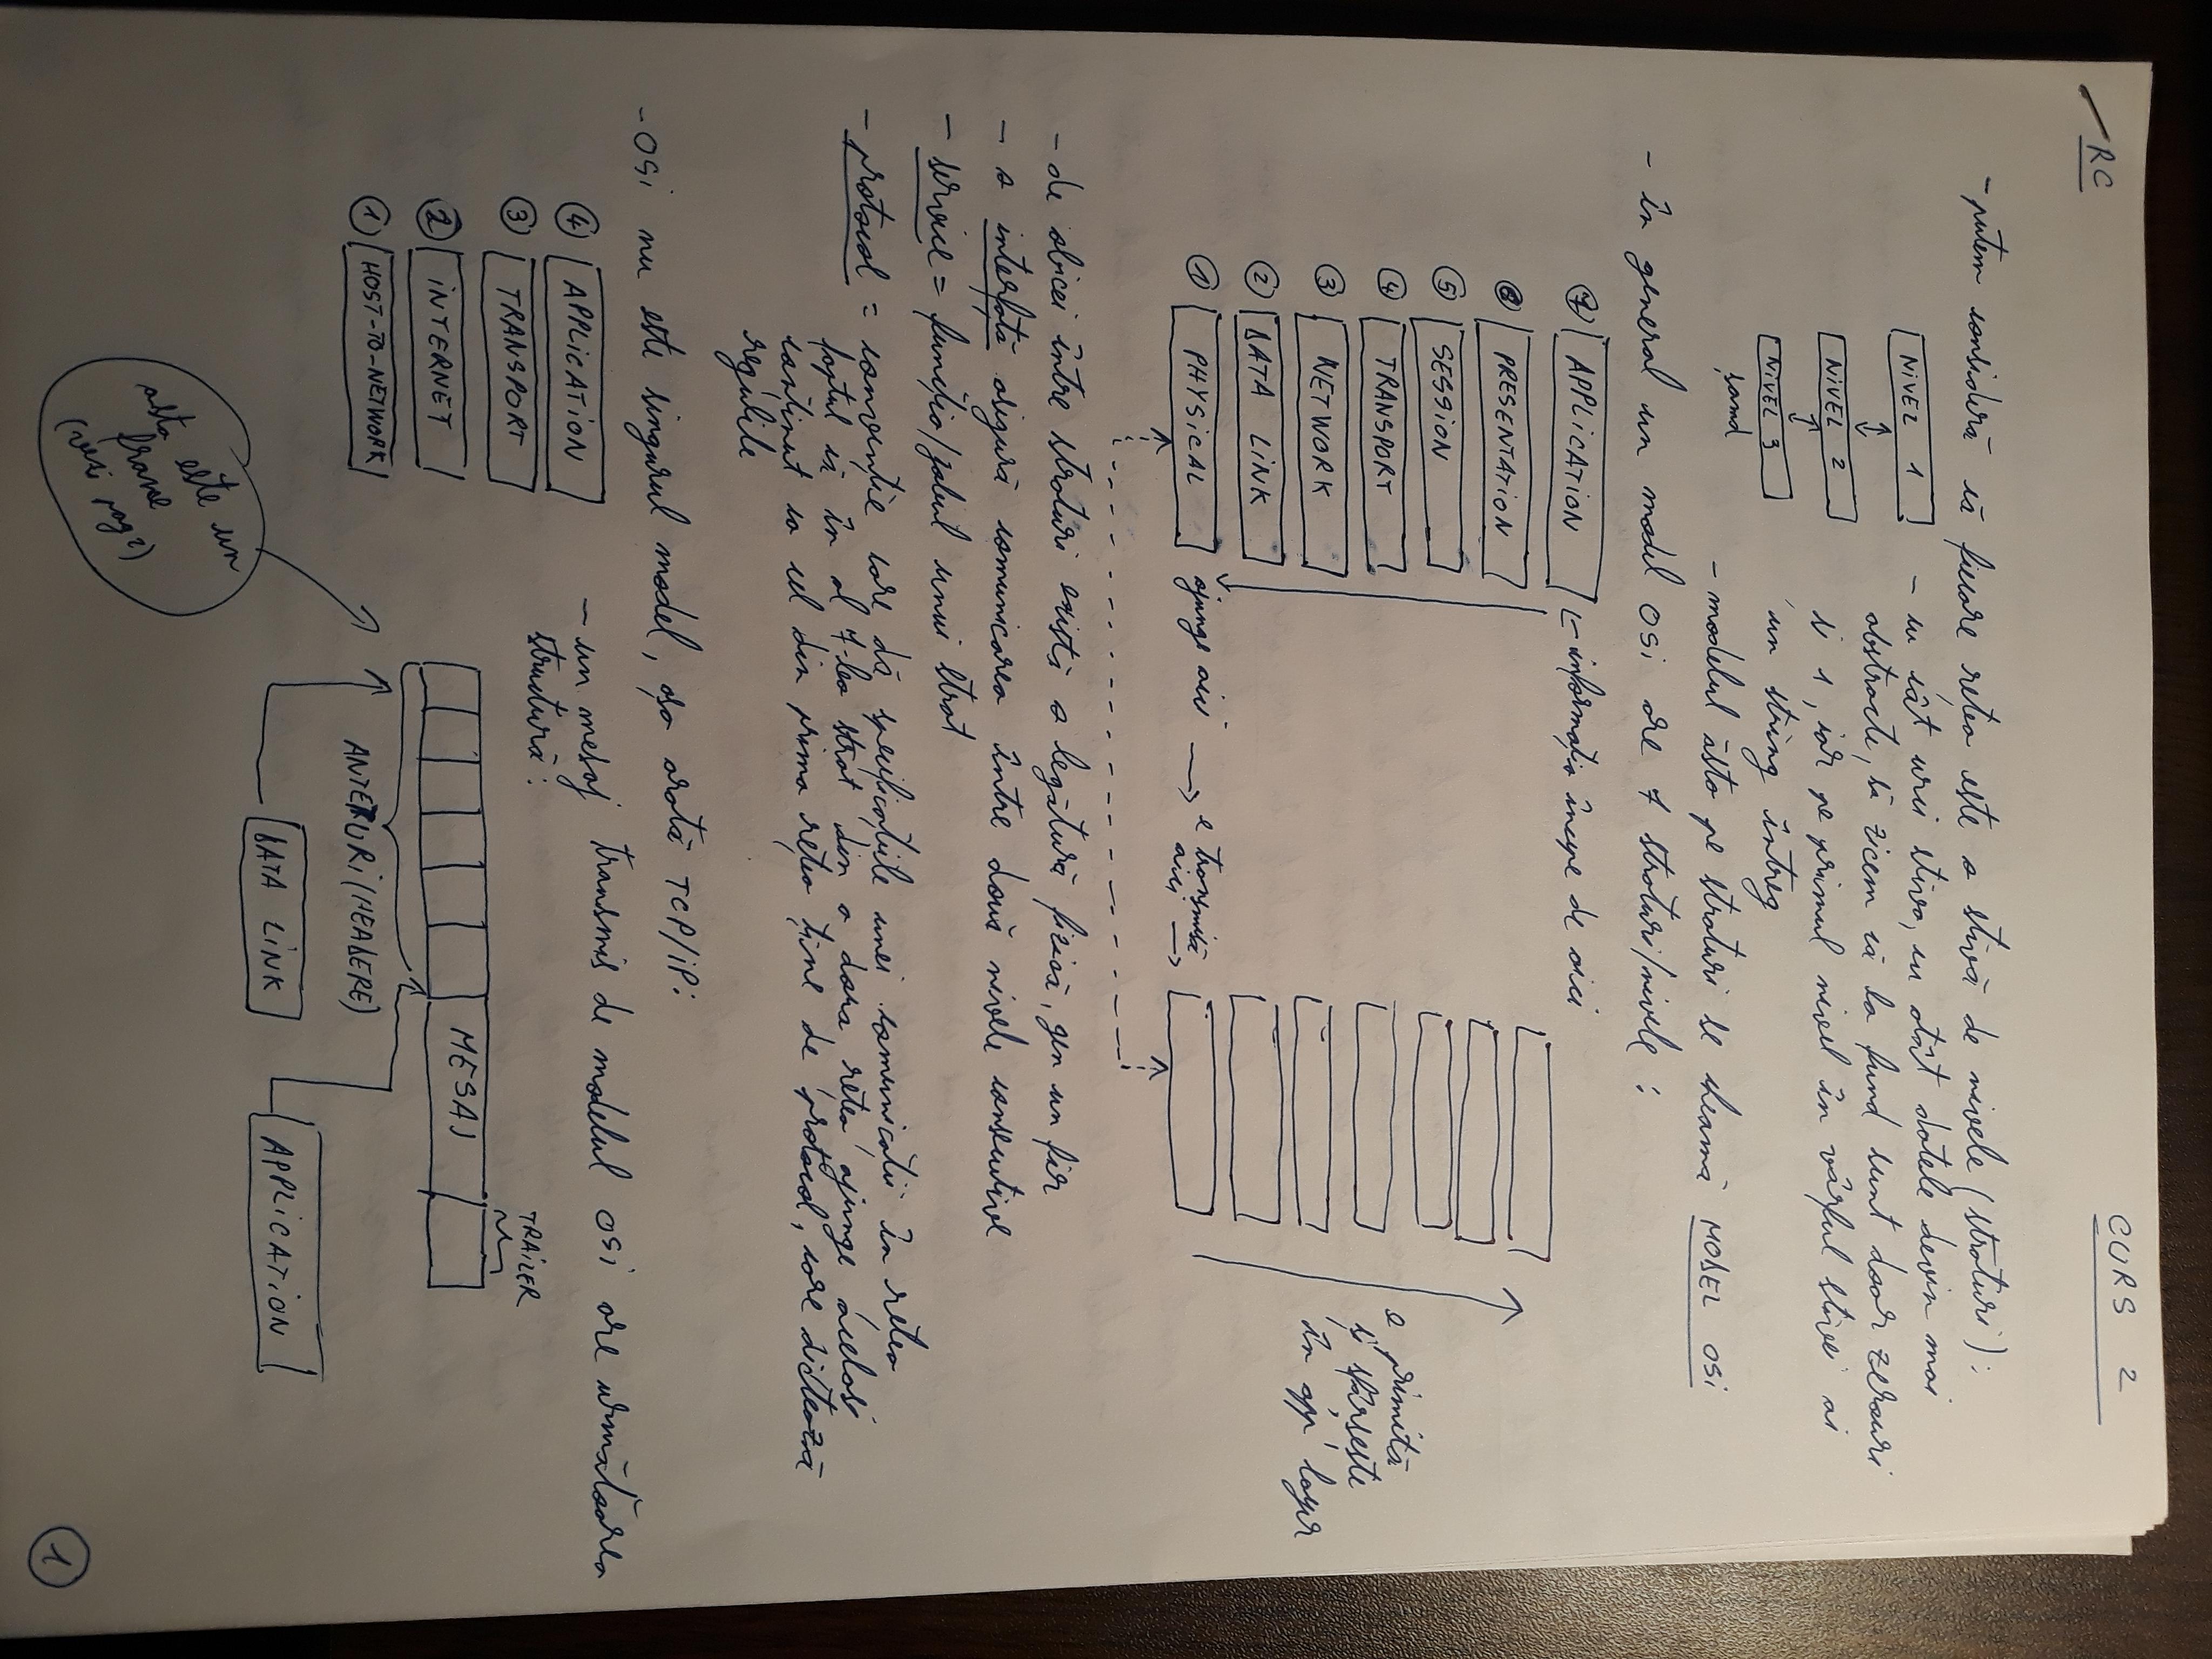 RC
CURS 2
- putem consideră că fiecare rețea este o stivă de nivele (straturi):
NIVEL 1
NIVEL 2
NIVEL 3
șamd
- cu cât urci stiva, cu atât datele devin mai
abstracte, să zicem că la fund sunt doar zerouri
și 1, iar pe primul nivel în vârful stivei ai
un string întreg
- modelul ăsta pe straturi se cheamă MODEL OSI
- în general un model OSI are 7 straturi/nivele :
7 APPLICATION ← informația începe de aici
6 PRESENTATION
5 SESSION
4 TRANSPORT
3 NETWORK
2 DATA LINK
1 PHYSICAL ajunge aici → e transmisă
aici →
e primită
și sfârșește
în app layer
- de obicei între straturi există o legătură fizică, gen un fir
- o interfață asigură comunicarea între două nivele consecutive
- service = funcția/jobul unui strat
- protocol = convenție care dă specificațiile unei comunicații în rețea
faptul că în al 7-lea strat din a doua rețea ajunge același
conținut ca cel din prima rețea ține de protocol, care dictează
regulile
- OSI nu este singurul model, așa arată TCP/IP:
4 APPLICATION
3 TRANSPORT
2 INTERNET
1 HOST-TO-NETWORK
- un mesaj transmis de modelul OSI are următoarea
structură :
TRAILER
MESAJ
ANTETURI (HEADERE)
DATA LINK
APPLICATION
asta este un
frame
(vezi pag 2)
1